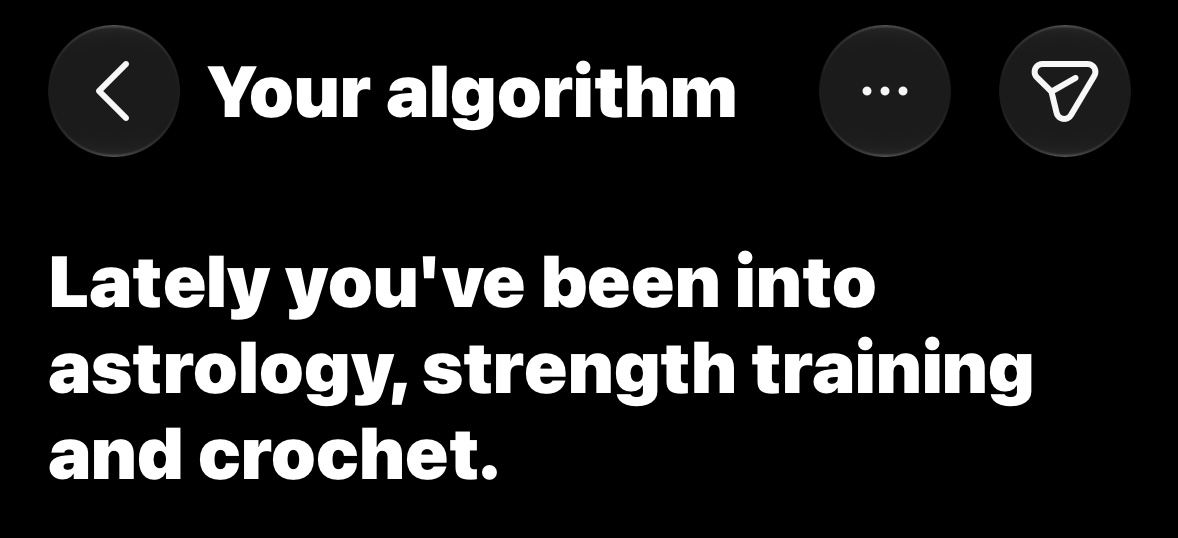 Your algorithm
Lately you've been into
astrology, strength training
and crochet.